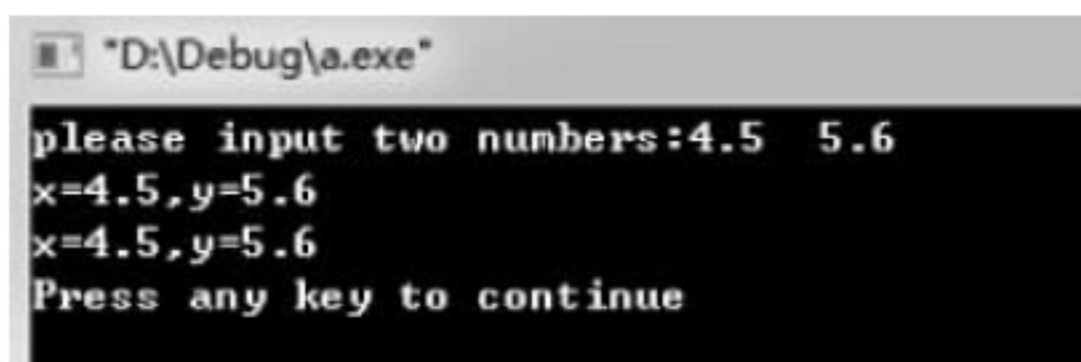 "D:\Debug\a.exe"
please input two numbers:4.5  5.6
x=4.5,y=5.6
x=4.5,y=5.6
Press any key to continue